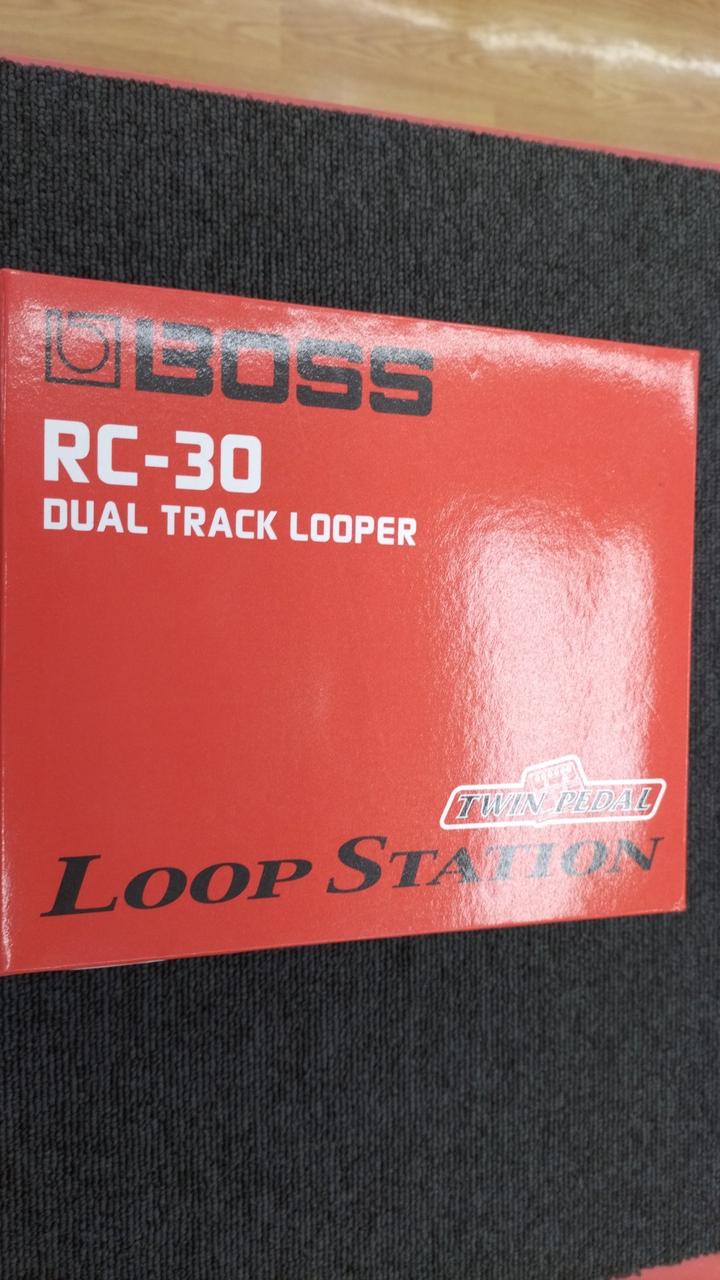 BOSS
RC-30
DUAL TRACK LOOPER
TWIN PEDAL
LOOP STATION